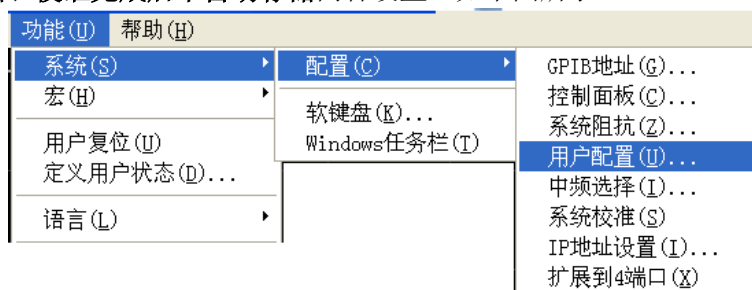 功能(U) 帮助(H)
系统(S)
宏(H)
用户复位(U)
定义用户状态(D)...
语言(L)
配置(C)
软键盘(K)...
Windows任务栏(T)
GPIB地址(G)...
控制面板(C)...
系统阻抗(Z)...
用户配置(U)...
中频选择(I)...
系统校准(S)
IP地址设置(I)...
扩展到4端口(X)